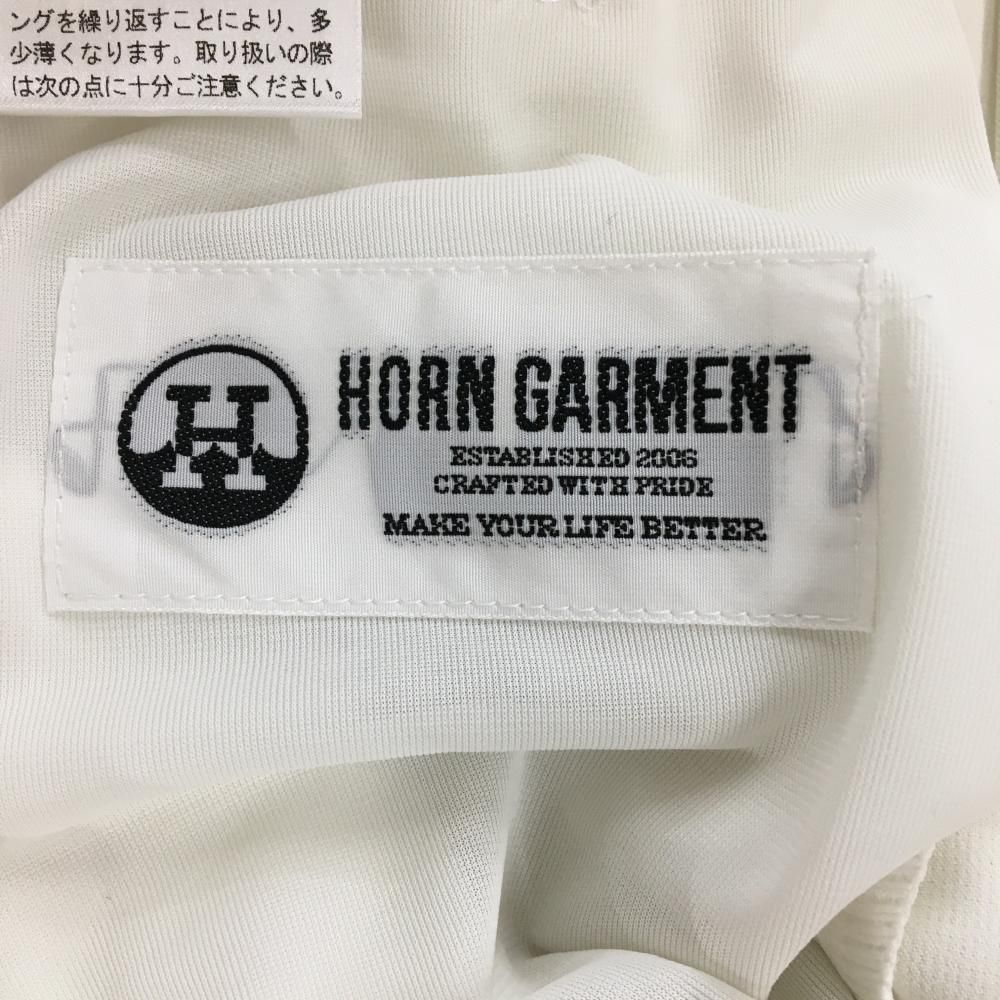 ングを繰り返すことにより、多
少薄くなります。取り扱いの際
は次の点に十分ご注意ください。
H
HORN GARMENT
ESTABLISHED 2006
CRAFTED WITH PRIDE
MAKE YOUR LIFE BETTER